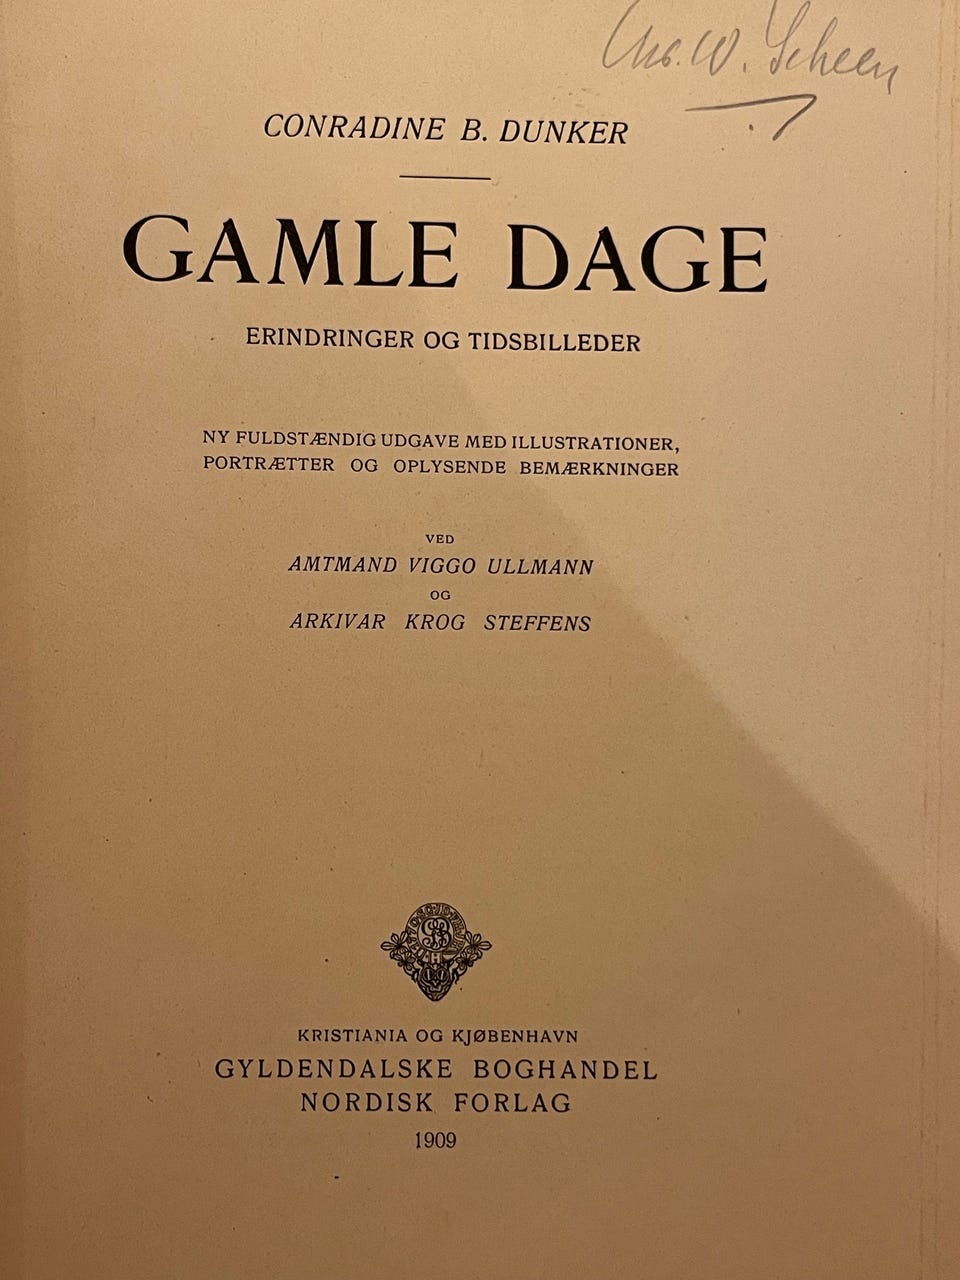 W. Scheen
CONRADINE B. DUNKER
GAMLE DAGE
ERINDRINGER OG TIDSBILLEDER
NY FULDSTÆNDIG UDGAVE MED ILLUSTRATIONER,
PORTRÆTTER OG OPLYSENDE BEMÆRKNINGER
VED
AMTMAND VIGGO ULLMANN
OG
ARKIVAR KROG STEFFENS
KRISTIANIA OG KJØBENHAVN
GYLDENDALSKE BOGHANDEL
NORDISK FORLAG
1909